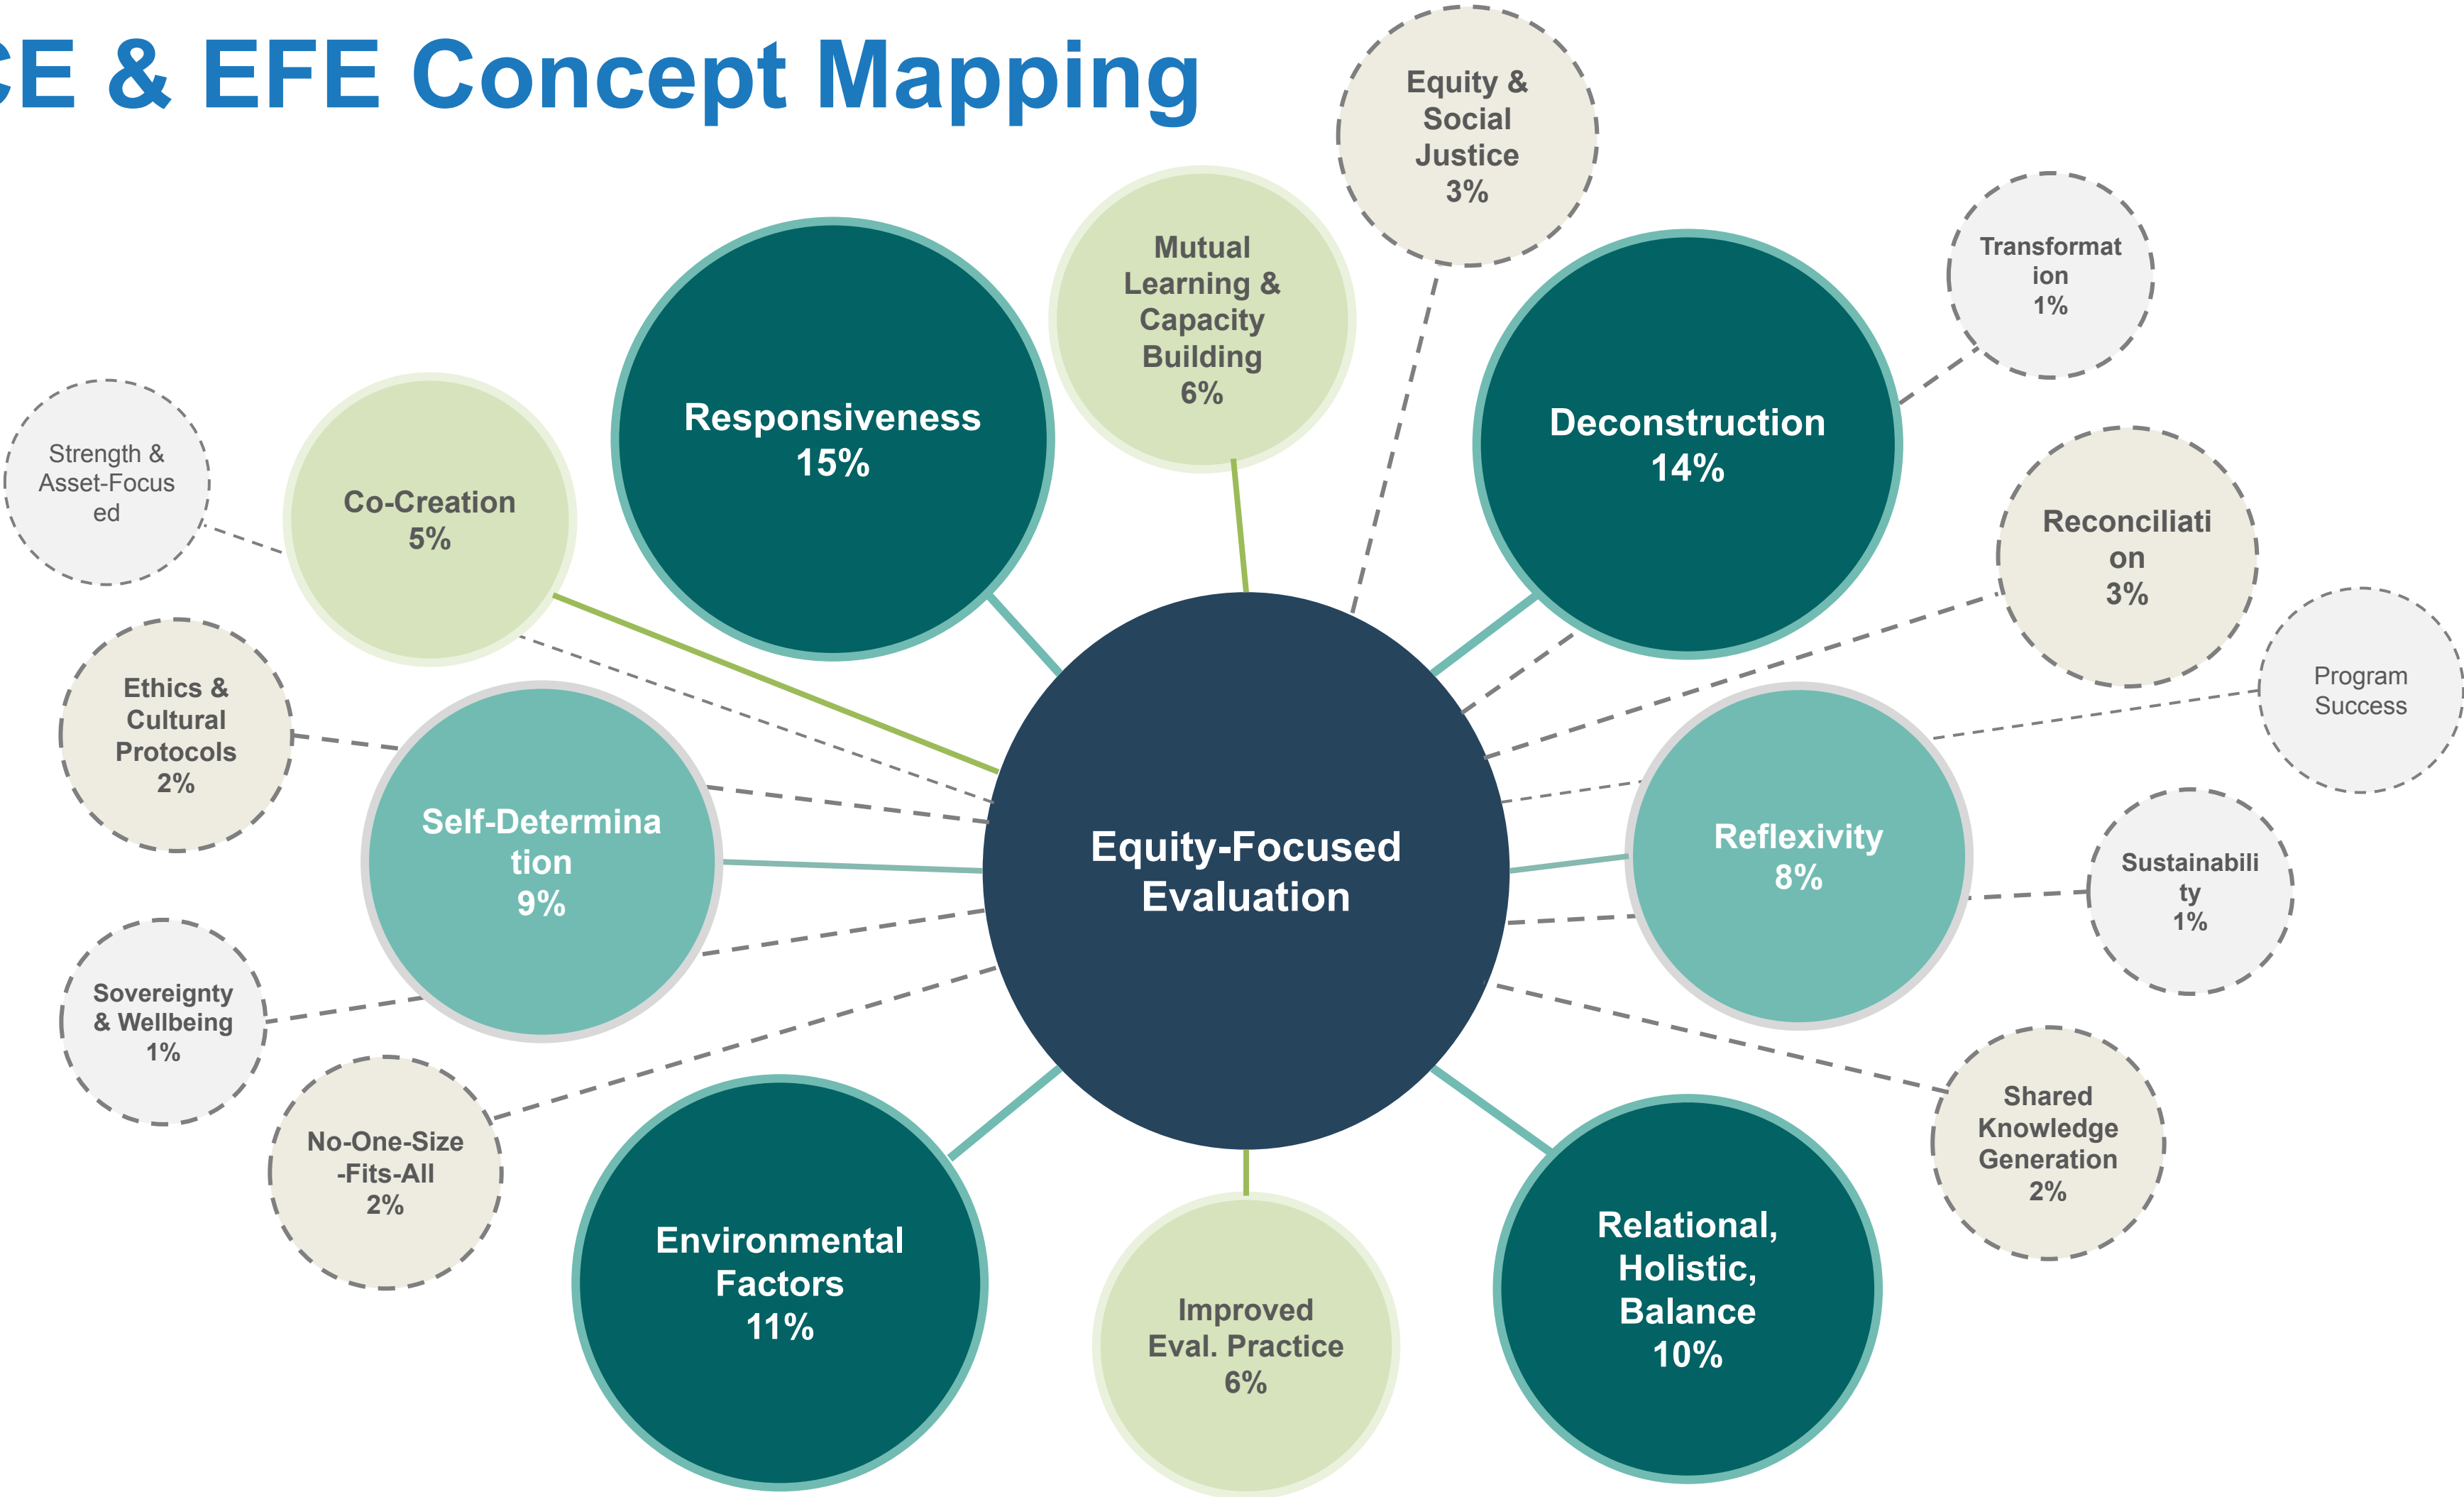 CE & EFE Concept Mapping
Equity &
Social
Justice
3%
Mutual
Learning &
Capacity
Building
6%
Transformat
ion
1%
Responsiveness
15%
Deconstruction
14%
Strength &
Asset-Focus
ed
Co-Creation
5%
Reconciliati
on
3%
Program
Success
Ethics &
Cultural
Protocols
2%
Self-Determina
tion
9%
Equity-Focused
Evaluation
Reflexivity
8%
Sustainabili
ty
1%
Sovereignty
& Wellbeing
1%
No-One-Size
-Fits-All
2%
Shared
Knowledge
Generation
2%
Environmental
Factors
11%
Improved
Eval. Practice
6%
Relational,
Holistic,
Balance
10%